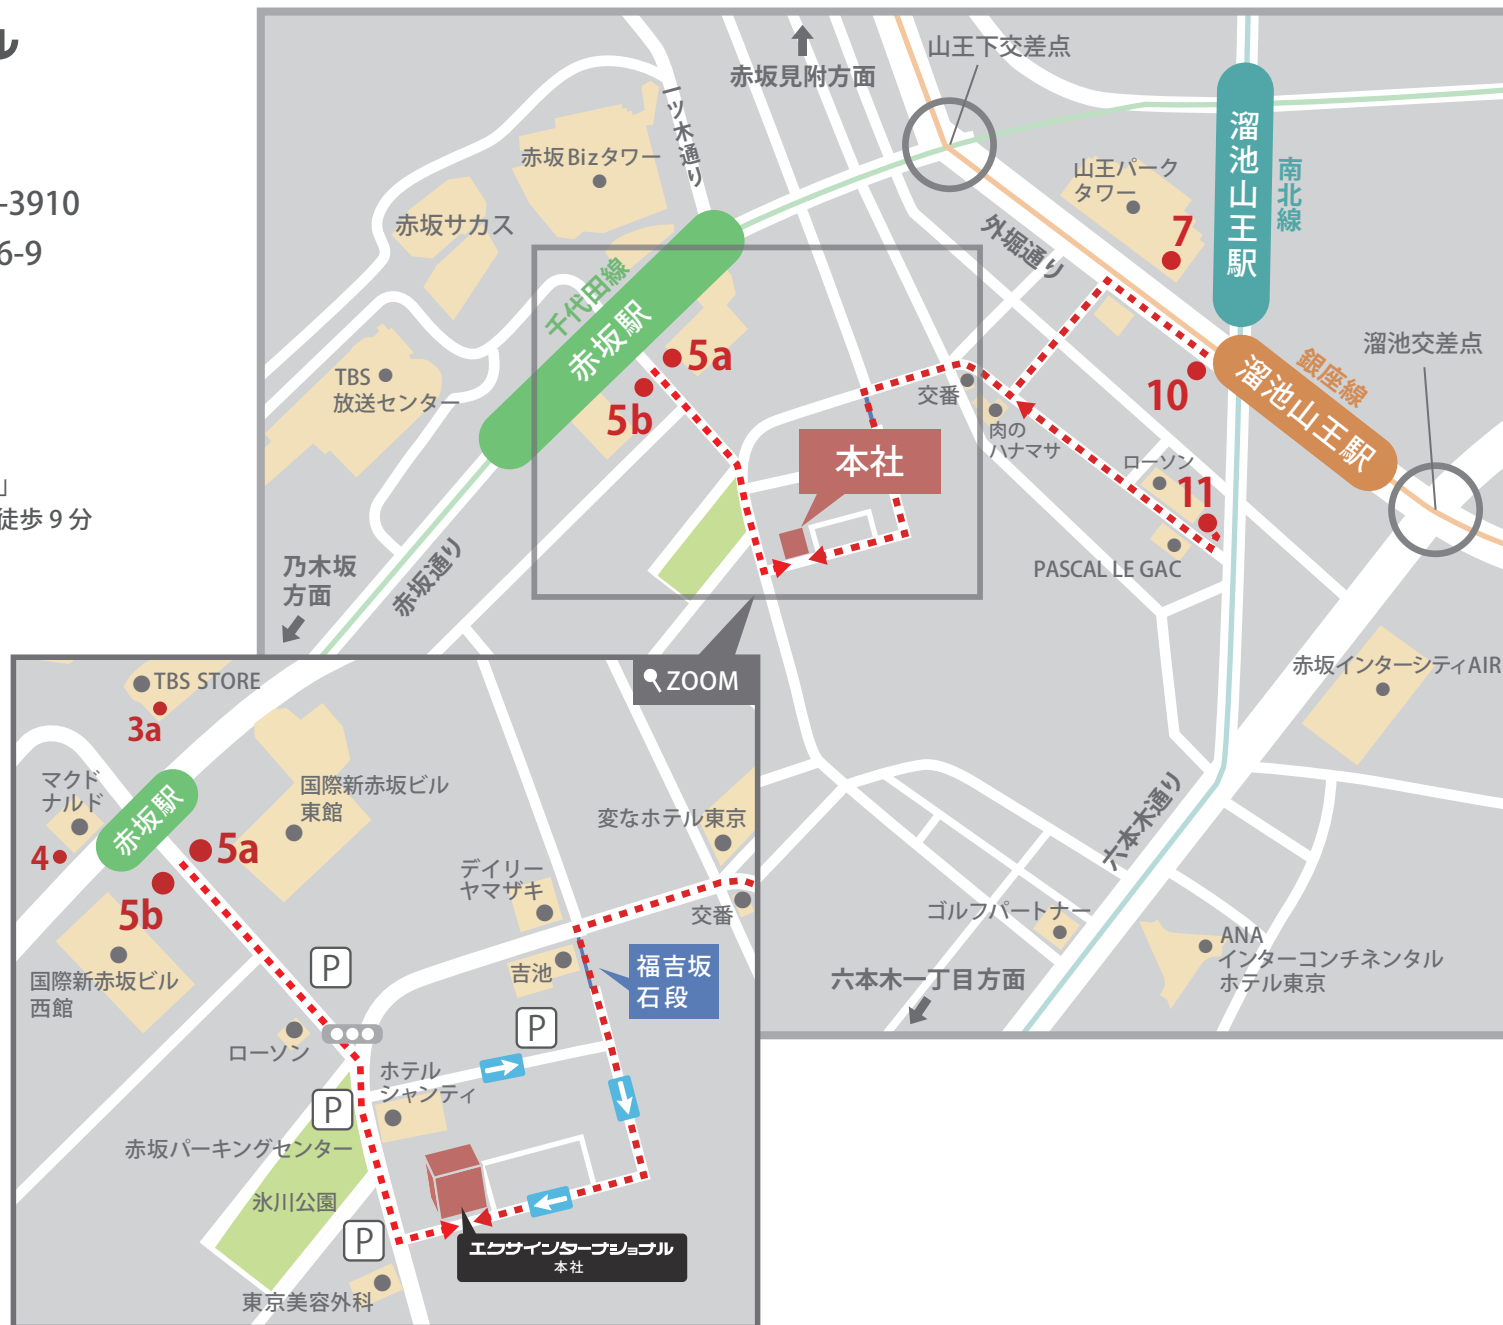 ル
-3910
6-9
」
徒歩 9 分
赤坂見附方面
山王下交差点
一ツ木通り
赤坂Bizタワー
赤坂サカス
山王パーク
タワー
7
溜池山王駅
南北線
外堀通り
千代田線
赤坂駅
5a
5b
TBS
放送センター
交番
肉の
ハナマサ
10
銀座線
溜池山王駅
溜池交差点
本社
ローソン
11
PASCAL LE GAC
乃木坂
方面
赤坂通り
赤坂インターシティAIR
六本木通り
ゴルフパートナー
ANA
インターコンチネンタル
ホテル東京
六本木一丁目方面
ZOOM
TBS STORE
3a
マクド
ナルド
赤坂駅
4
5a
5b
国際新赤坂ビル
東館
変なホテル東京
デイリー
ヤマザキ
交番
国際新赤坂ビル
西館
P
吉池
福吉坂
石段
P
ローソン
ホテル
シャンティ
P
赤坂パーキングセンター
氷川公園
P
エクサインターナショナル
本社
東京美容外科